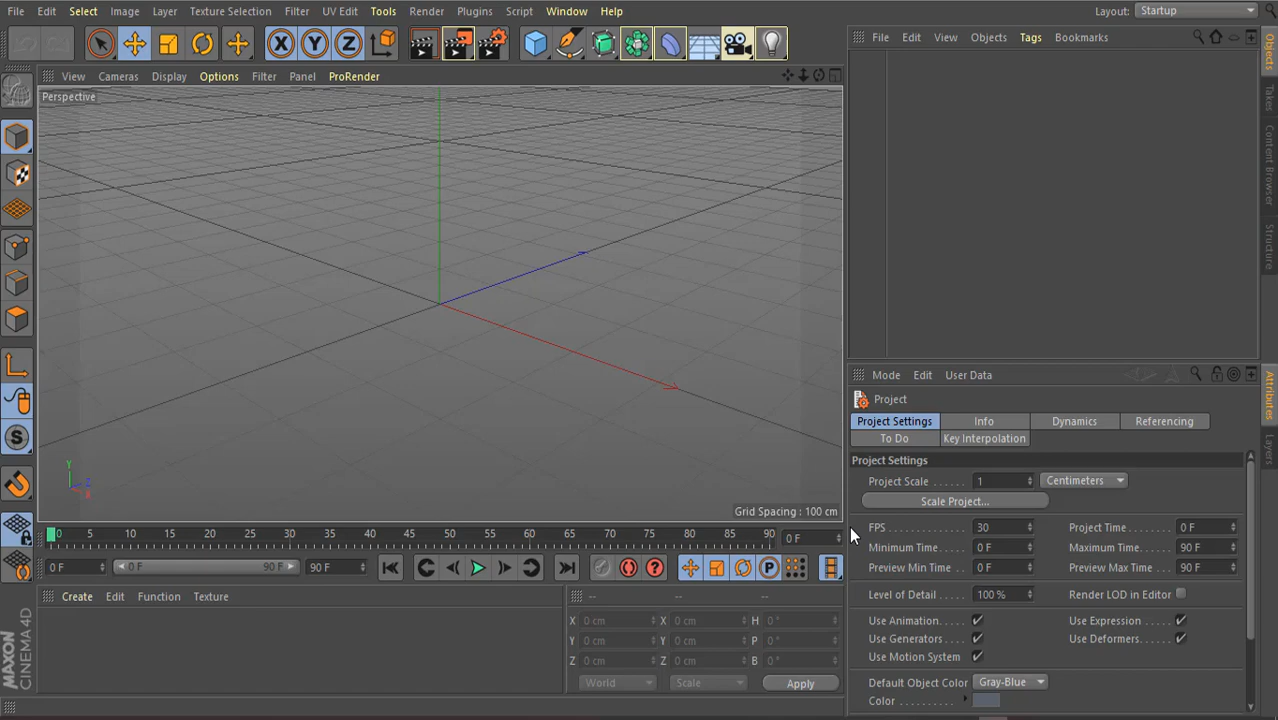 File Edit Select Image Layer Texture Selection Filter UV Edit Tools Render Plugins Script Window Help Layout: Startup
X Y Z
File Edit View Objects Tags Bookmarks
View Cameras Display Options Filter Panel ProRender
Perspective
Y
Z
X
Grid Spacing : 100 cm
Objects
Takes
Content Browser
Structure
Mode Edit User Data
Project
Project Settings Info Dynamics Referencing
To Do Key Interpolation
Project Settings
Project Scale ...... 1 Centimeters
Scale Project...
FPS 30 Project Time 0 F
Minimum Time 0 F Maximum Time 90 F
Preview Min Time 0 F Preview Max Time 90 F
Level of Detail 100 % Render LOD in Editor
Use Animation Use Expression
Use Generators Use Deformers
Use Motion System
Default Object Color Gray-Blue
Color
Attributes
Layers
0 5 10 15 20 25 30 35 40 45 50 55 60 65 70 75 80 85 90 0 F
0 F 0 F 90 F 90 F
P
Create Edit Function Texture
-- -- --
X 0 cm X 0 cm H 0 °
Y 0 cm Y 0 cm P 0 °
Z 0 cm Z 0 cm B 0 °
World Scale Apply
MAXON
CINEMA 4D